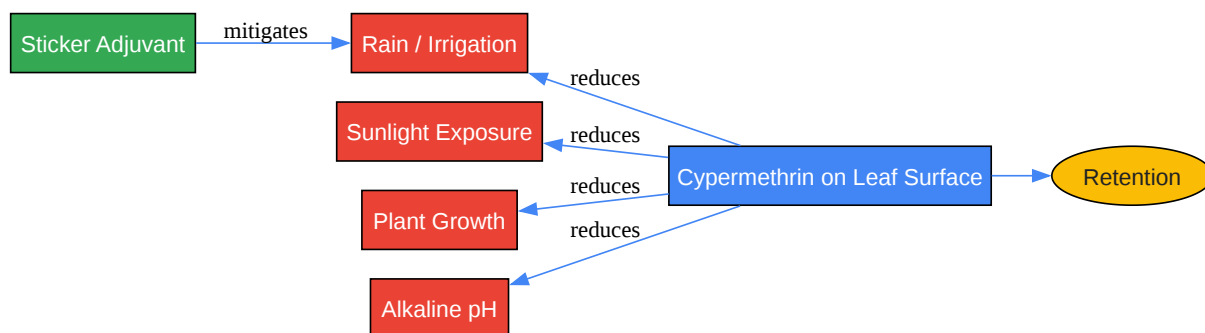 Sticker Adjuvant
mitigates
Rain / Irrigation
reduces
Sunlight Exposure
reduces
Cypermethrin on Leaf Surface
Retention
reduces
Plant Growth
reduces
Alkaline pH